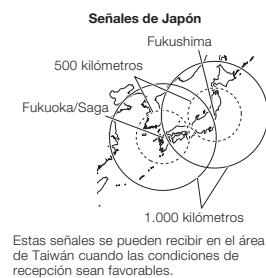 Señales de Japón
Fukushima
500 kilómetros
Fukuoka/Saga
1.000 kilómetros
Estas señales se pueden recibir en el área
de Taiwán cuando las condiciones de
recepción sean favorables.